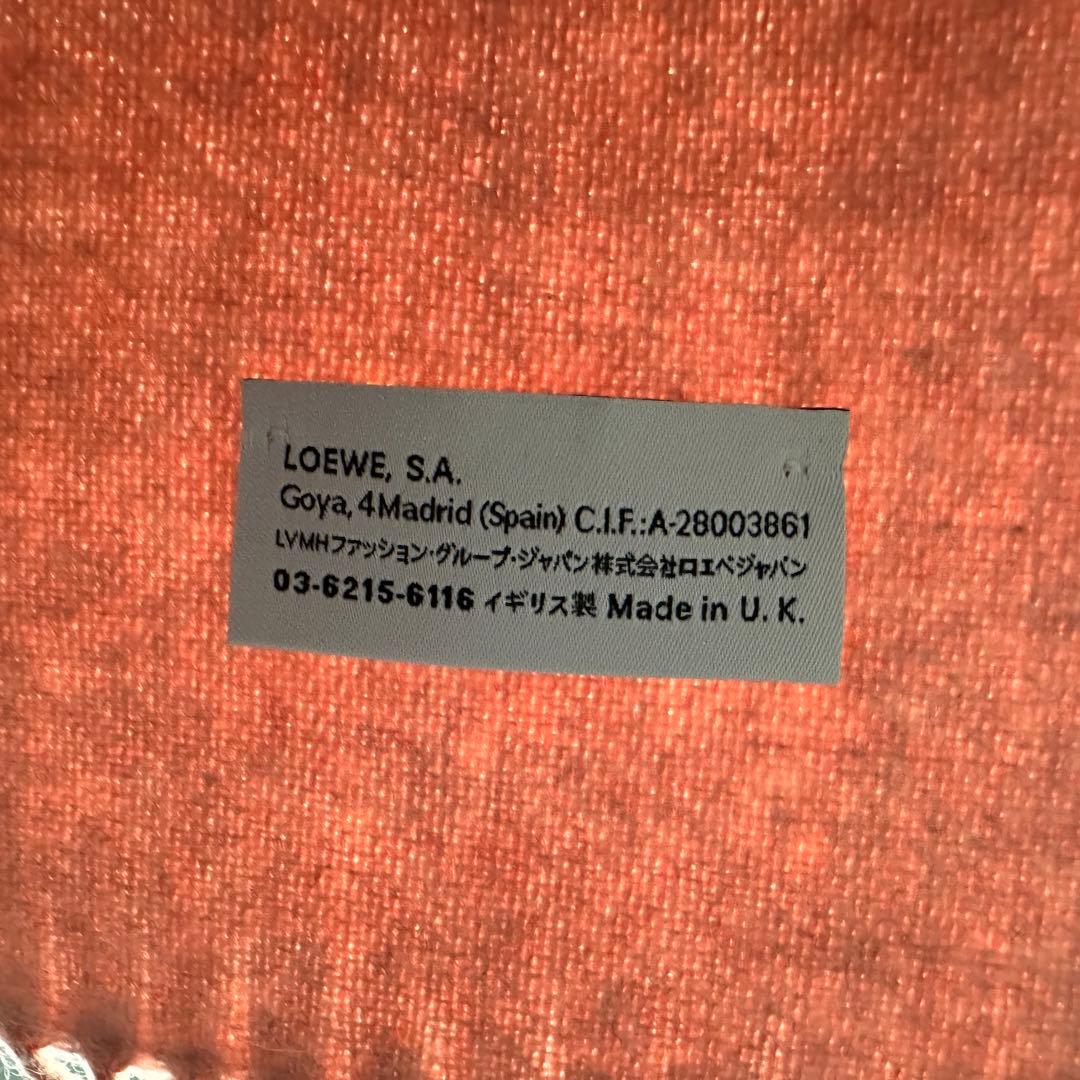 LOEWE, S.A.
Goya, 4 Madrid (Spain) C.I.F.:A-28003861
LVMHファッション・グループ・ジャパン株式会社ロエベジャパン
03-6215-6116 イギリス製 Made in U. K.